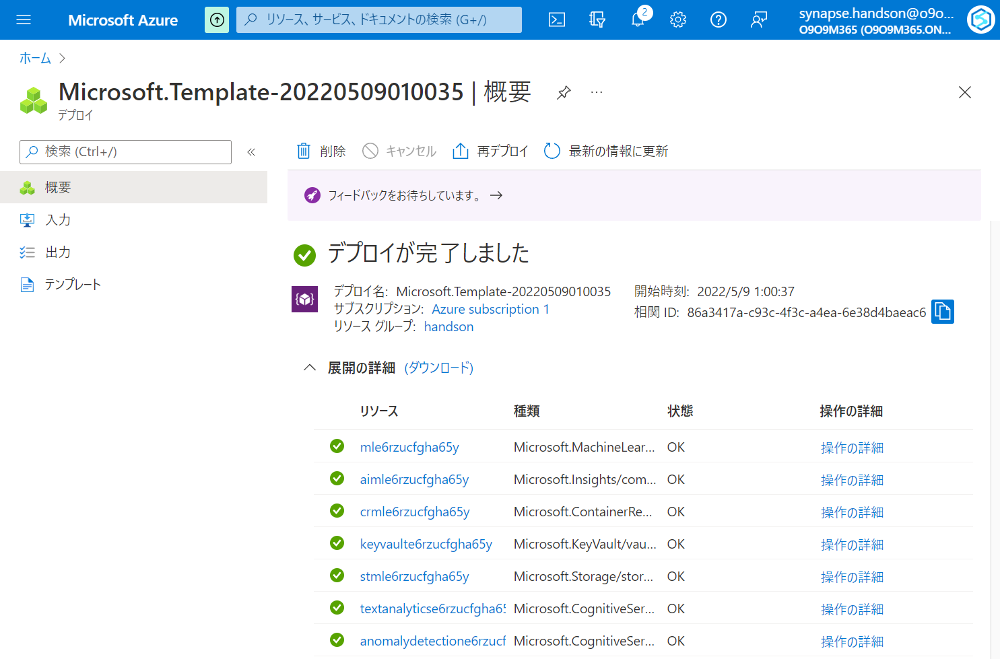 Microsoft Azure
リソース、サービス、ドキュメントの検索 (G+/)
2
synapse.handson@o9o...
O9O9M365 (O9O9M365.ON...
ホーム
Microsoft.Template-20220509010035 | 概要
...
デプロイ
検索 (Ctrl+/)
«
削除
キャンセル
再デプロイ
最新の情報に更新
概要
入力
出力
テンプレート
フィードバックをお待ちしています。 →
デプロイが完了しました
デプロイ名: Microsoft.Template-20220509010035
サブスクリプション: Azure subscription 1
リソース グループ: handson
開始時刻: 2022/5/9 1:00:37
相関 ID: 86a3417a-c93c-4f3c-a4ea-6e38d4baeac6
展開の詳細 (ダウンロード)
リソース 種類 状態 操作の詳細
mle6rzucfgha65y Microsoft.MachineLear... OK 操作の詳細
aimle6rzucfgha65y Microsoft.Insights/com... OK 操作の詳細
crmle6rzucfgha65y Microsoft.ContainerRe... OK 操作の詳細
keyvaulte6rzucfgha65y Microsoft.KeyVault/vau... OK 操作の詳細
stmle6rzucfgha65y Microsoft.Storage/stor... OK 操作の詳細
textanalyticse6rzucfgha65 Microsoft.CognitiveSer... OK 操作の詳細
anomalydetectione6rzucf Microsoft.CognitiveSer... OK 操作の詳細